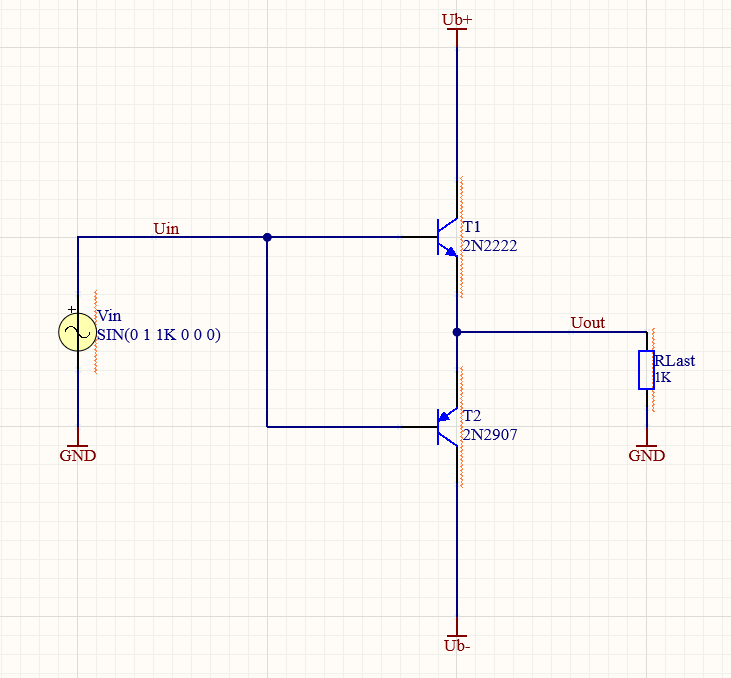 Ub+
T1
2N2222
Uin
Vin
SIN(0 1 1K 0 0 0)
+
Uout
RLast
1K
T2
2N2907
GND
GND
Ub-